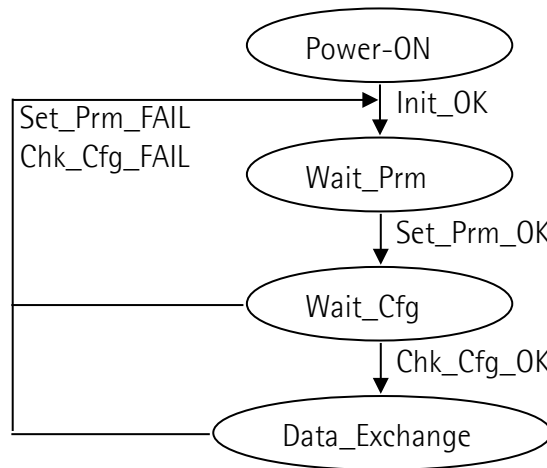 Power-ON
Init_OK
Set_Prm_FAIL
Chk_Cfg_FAIL
Wait_Prm
Set_Prm_OK
Wait_Cfg
Chk_Cfg_OK
Data_Exchange